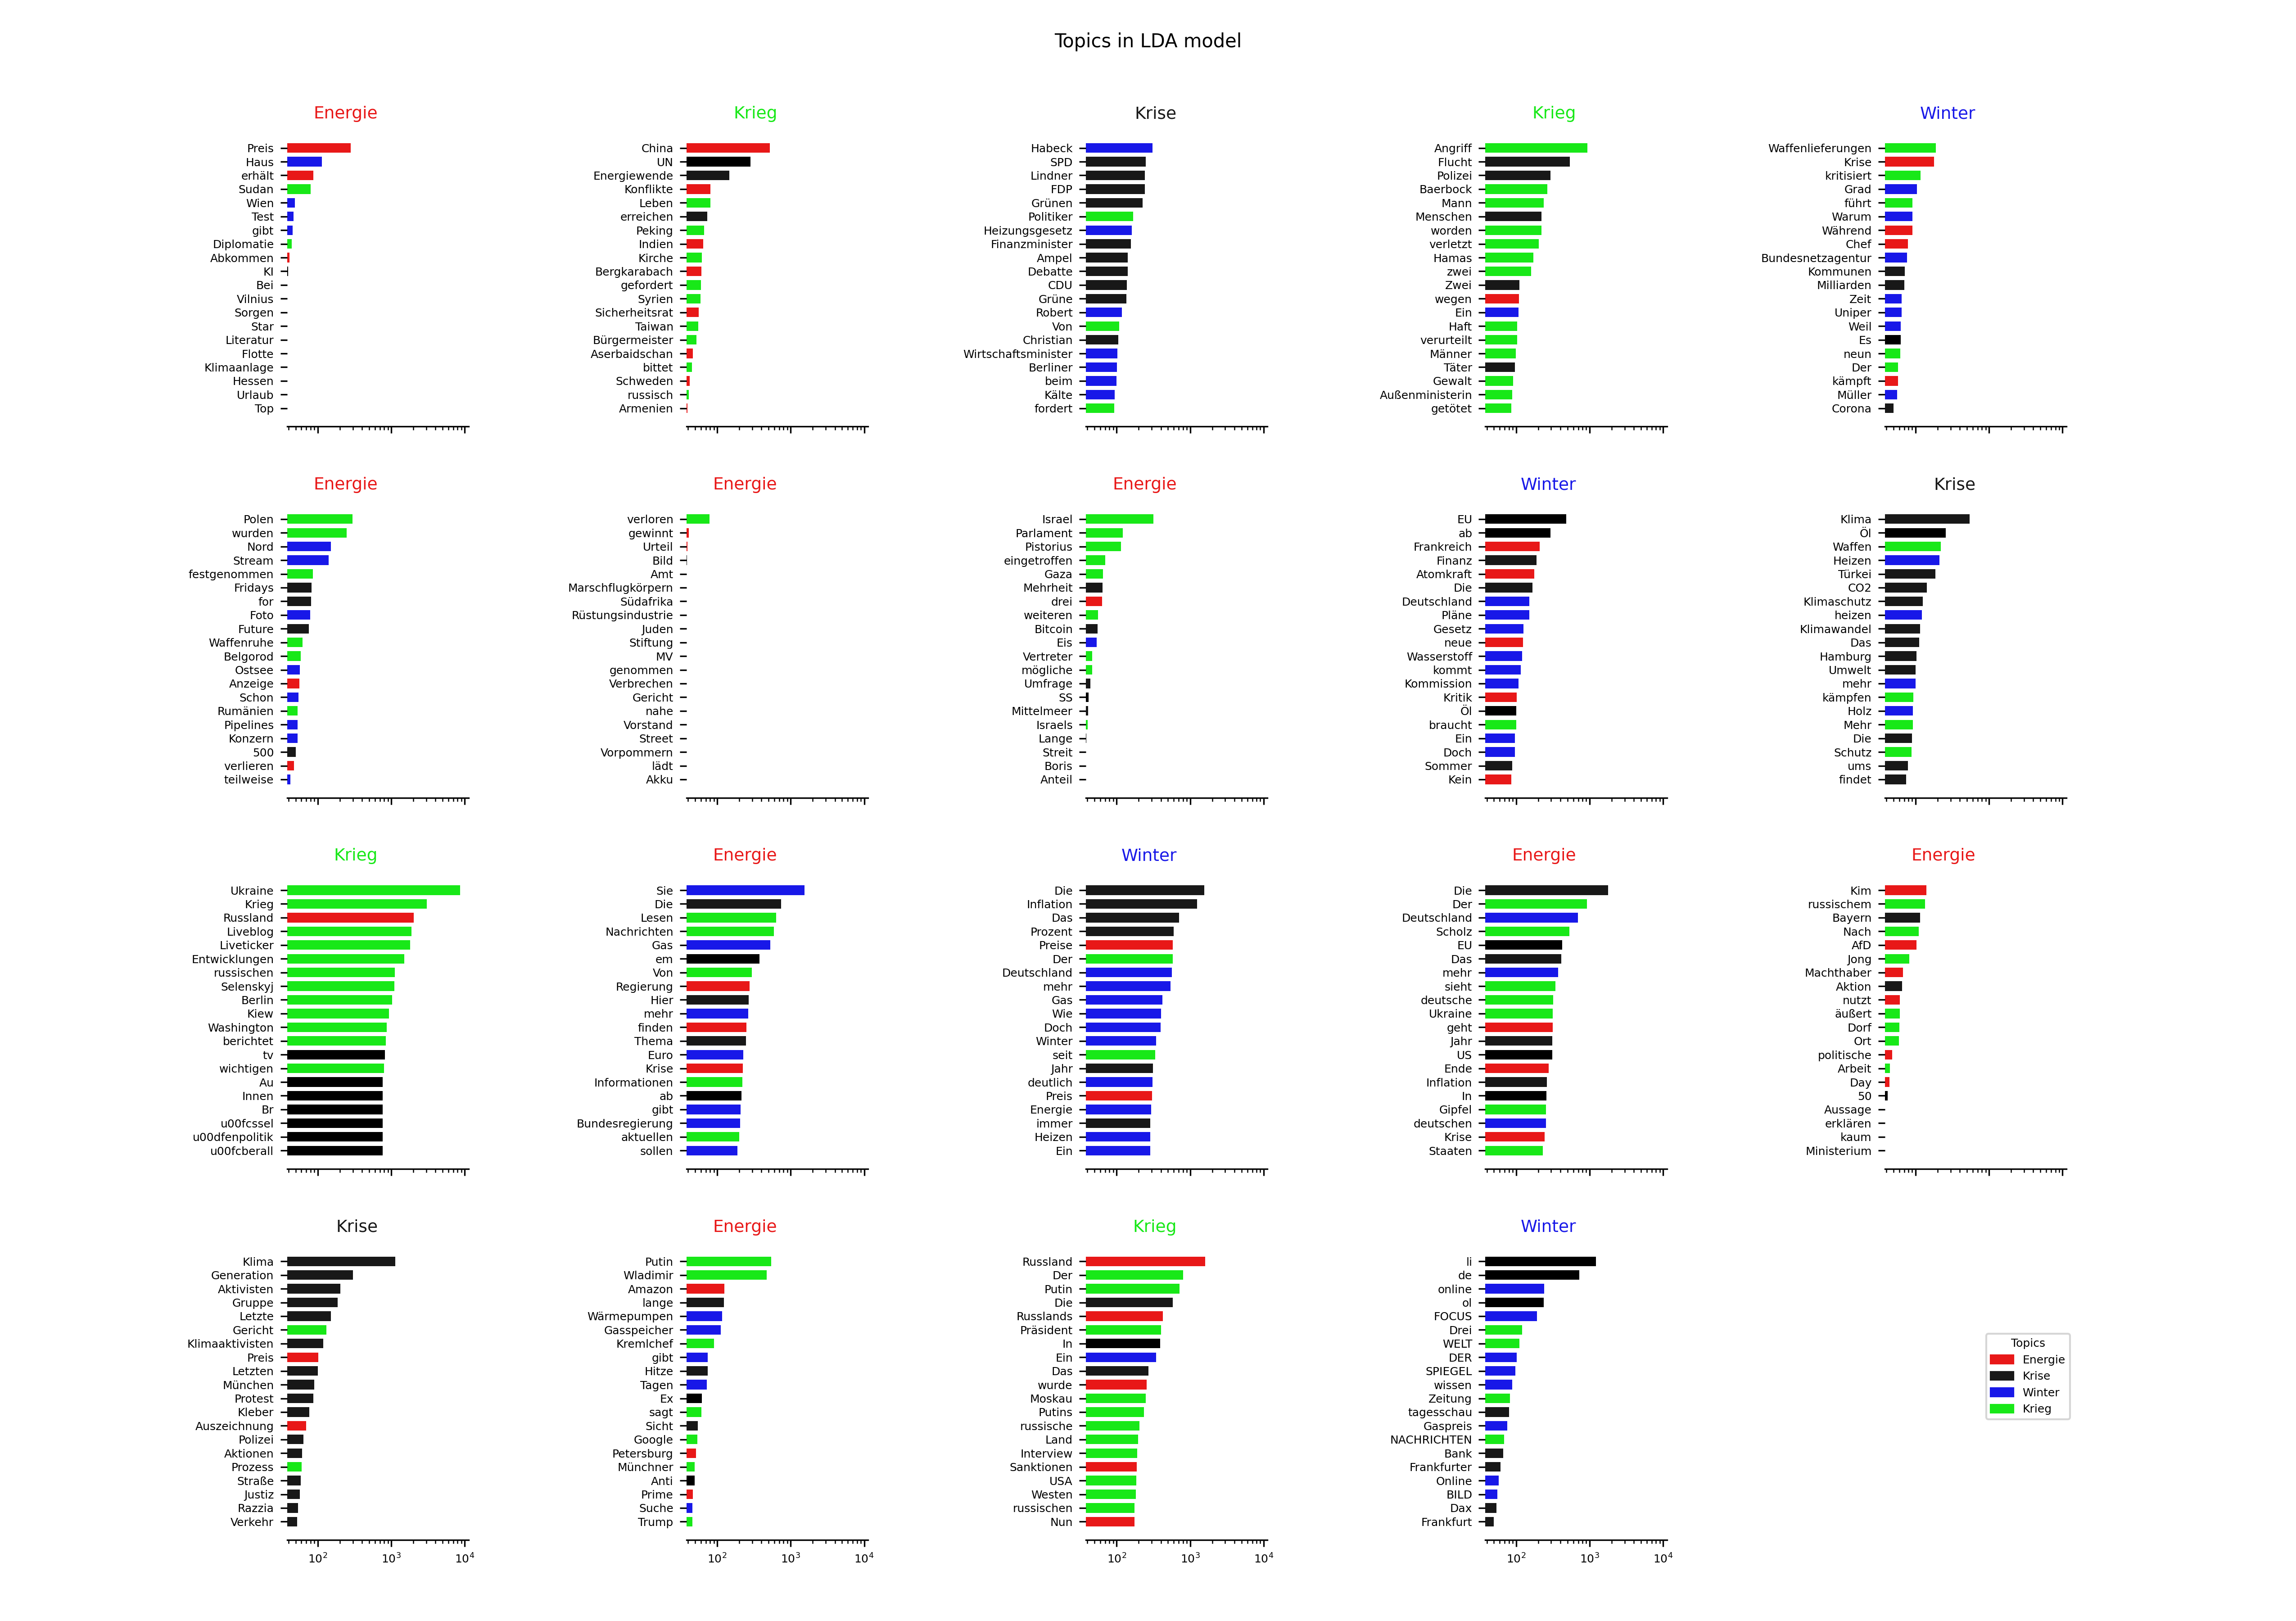 Topics in LDA model
Energie
Preis
Haus
erhält
Sudan
Wien
Test
gibt
Diplomatie
Abkommen
KI
Bei
Vilnius
Sorgen
Star
Literatur
Flotte
Klimaanlage
Hessen
Urlaub
Top
Krieg
China
UN
Energiewende
Konflikte
Leben
erreichen
Peking
Indien
Kirche
Bergkarabach
gefordert
Syrien
Sicherheitsrat
Taiwan
Bürgermeister
Aserbaidschan
bittet
Schweden
russisch
Armenien
Krise
Habeck
SPD
Lindner
FDP
Grünen
Politiker
Heizungsgesetz
Finanzminister
Ampel
Debatte
CDU
Grüne
Robert
Von
Christian
Wirtschaftsminister
Berliner
beim
Kälte
fordert
Krieg
Angriff
Flucht
Polizei
Baerbock
Mann
Menschen
worden
verletzt
Hamas
zwei
Zwei
wegen
Ein
Haft
verurteilt
Männer
Täter
Gewalt
Außenministerin
getötet
Winter
Waffenlieferungen
Krise
kritisiert
Grad
führt
Warum
Während
Chef
Bundesnetzagentur
Kommunen
Milliarden
Zeit
Uniper
Weil
Es
neun
Der
kämpft
Müller
Corona
Energie
Polen
wurden
Nord
Stream
festgenommen
Fridays
for
Foto
Future
Waffenruhe
Belgorod
Ostsee
Anzeige
Schon
Rumänien
Pipelines
Konzern
500
verlieren
teilweise
Energie
verloren
gewinnt
Urteil
Bild
Amt
Marschflugkörpern
Südafrika
Rüstungsindustrie
Juden
Stiftung
MV
genommen
Verbrechen
Gericht
nahe
Vorstand
Street
Vorpommern
lädt
Akku
Energie
Israel
Parlament
Pistorius
eingetroffen
Gaza
Mehrheit
drei
weiteren
Bitcoin
Eis
Vertreter
mögliche
Umfrage
SS
Mittelmeer
Israels
Lange
Streit
Boris
Anteil
Winter
EU
ab
Frankreich
Finanz
Atomkraft
Die
Deutschland
Pläne
Gesetz
neue
Wasserstoff
kommt
Kommission
Kritik
Öl
braucht
Ein
Doch
Sommer
Kein
Krise
Klima
Öl
Waffen
Heizen
Türkei
CO2
Klimaschutz
heizen
Klimawandel
Das
Hamburg
Umwelt
mehr
kämpfen
Holz
Mehr
Die
Schutz
ums
findet
Krieg
Ukraine
Krieg
Russland
Liveblog
Liveticker
Entwicklungen
russischen
Selenskyj
Berlin
Kiew
Washington
berichtet
tv
wichtigen
Au
Innen
Br
u00fcssel
u00dfenpolitik
u00fcberall
Energie
Sie
Die
Lesen
Nachrichten
Gas
em
Von
Regierung
Hier
mehr
finden
Thema
Euro
Krise
Informationen
ab
gibt
Bundesregierung
aktuellen
sollen
Winter
Die
Inflation
Das
Prozent
Preise
Der
Deutschland
mehr
Gas
Wie
Doch
Winter
seit
Jahr
deutlich
Preis
Energie
immer
Heizen
Ein
Energie
Die
Der
Deutschland
Scholz
EU
Das
mehr
sieht
deutsche
Ukraine
geht
Jahr
US
Ende
Inflation
In
Gipfel
deutschen
Krise
Staaten
Energie
Kim
russischem
Bayern
Nach
AfD
Jong
Machthaber
Aktion
nutzt
äußert
Dorf
Ort
politische
Arbeit
Day
50
Aussage
erklären
kaum
Ministerium
Krise
Klima
Generation
Aktivisten
Gruppe
Letzte
Gericht
Klimaaktivisten
Preis
Letzten
München
Protest
Kleber
Auszeichnung
Polizei
Aktionen
Prozess
Straße
Justiz
Razzia
Verkehr
10²
10³
10⁴
Energie
Putin
Wladimir
Amazon
lange
Wärmepumpen
Gasspeicher
Kremlchef
gibt
Hitze
Tagen
Ex
sagt
Sicht
Google
Petersburg
Münchner
Anti
Prime
Suche
Trump
10²
10³
10⁴
Krieg
Russland
Der
Putin
Die
Russlands
Präsident
In
Ein
Das
wurde
Moskau
Putins
russische
Land
Interview
Sanktionen
USA
Westen
russischen
Nun
10²
10³
10⁴
Winter
li
de
online
ol
FOCUS
Drei
WELT
DER
SPIEGEL
wissen
Zeitung
tagesschau
Gaspreis
NACHRICHTEN
Bank
Frankfurter
Online
BILD
Dax
Frankfurt
10²
10³
10⁴
Topics
Energie
Krise
Winter
Krieg